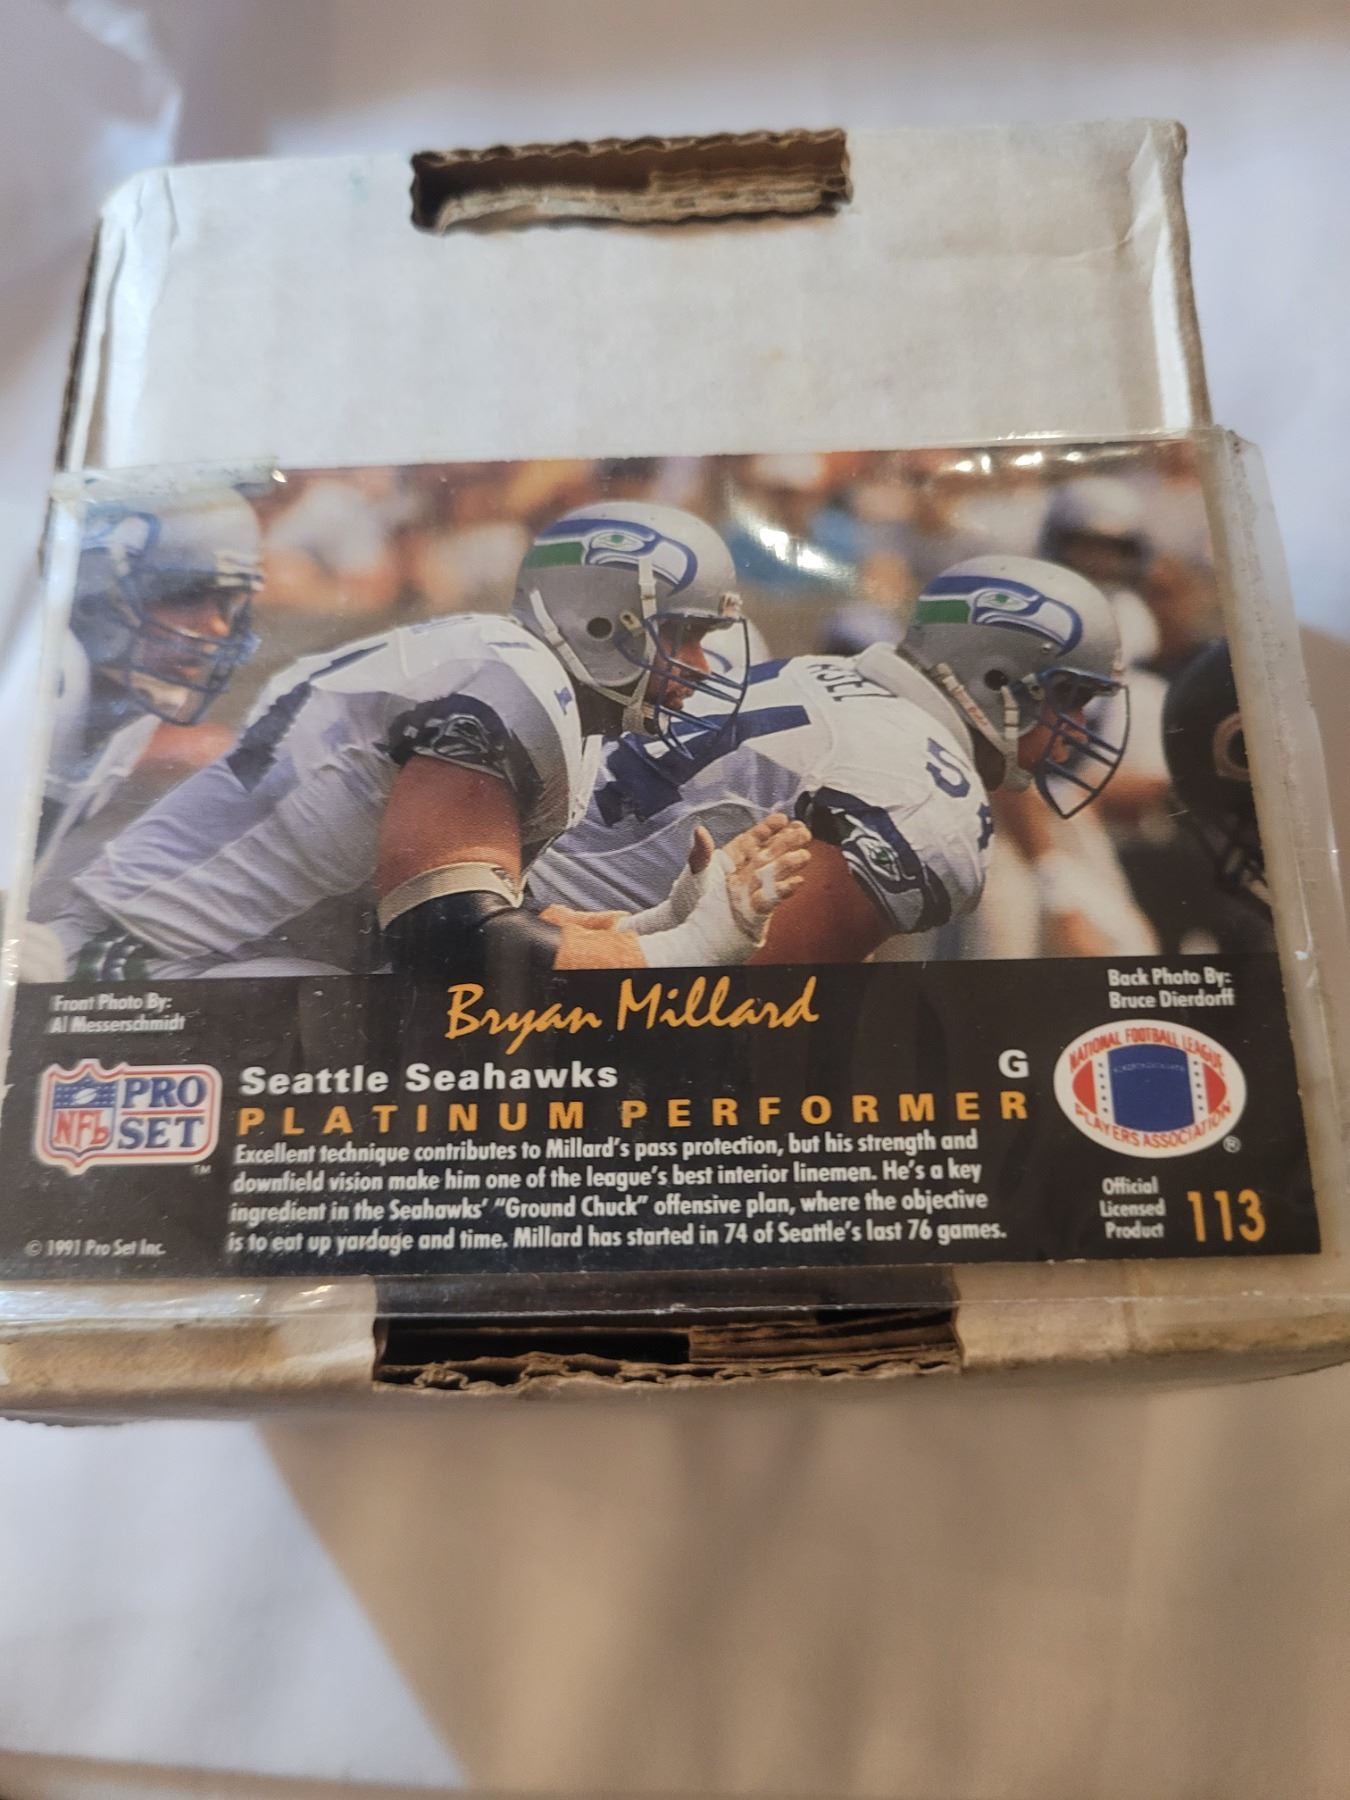 Bryan Millard
Front Photo By:
Al Messerschmidt
Back Photo By:
Bruce Dierdorff
Seattle Seahawks
G
PLATINUM PERFORMER
NFL
PRO
SET
TM
Excellent technique contributes to Millard's pass protection, but his strength and
downfield vision make him one of the league's best interior linemen. He's a key
ingredient in the Seahawks' "Ground Chuck" offensive plan, where the objective
is to eat up yardage and time. Millard has started in 74 of Seattle's last 76 games.
© 1991 Pro Set Inc.
NATIONAL FOOTBALL LEAGUE
PLAYERS ASSOCIATION
®
Official
Licensed
Product
113